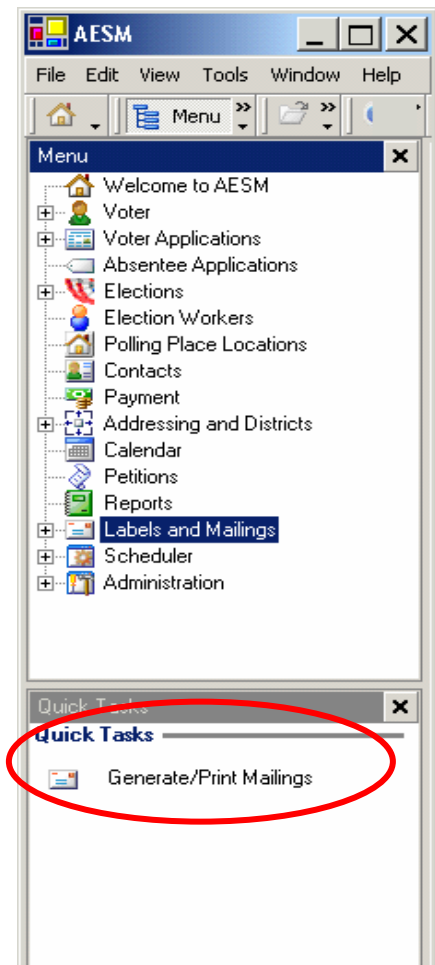 AESM
File Edit View Tools Window Help
Menu
Menu
Welcome to AESM
Voter
Voter Applications
Absentee Applications
Elections
Election Workers
Polling Place Locations
Contacts
Payment
Addressing and Districts
Calendar
Petitions
Reports
Labels and Mailings
Scheduler
Administration
Quick Tasks
Quick Tasks
Generate/Print Mailings